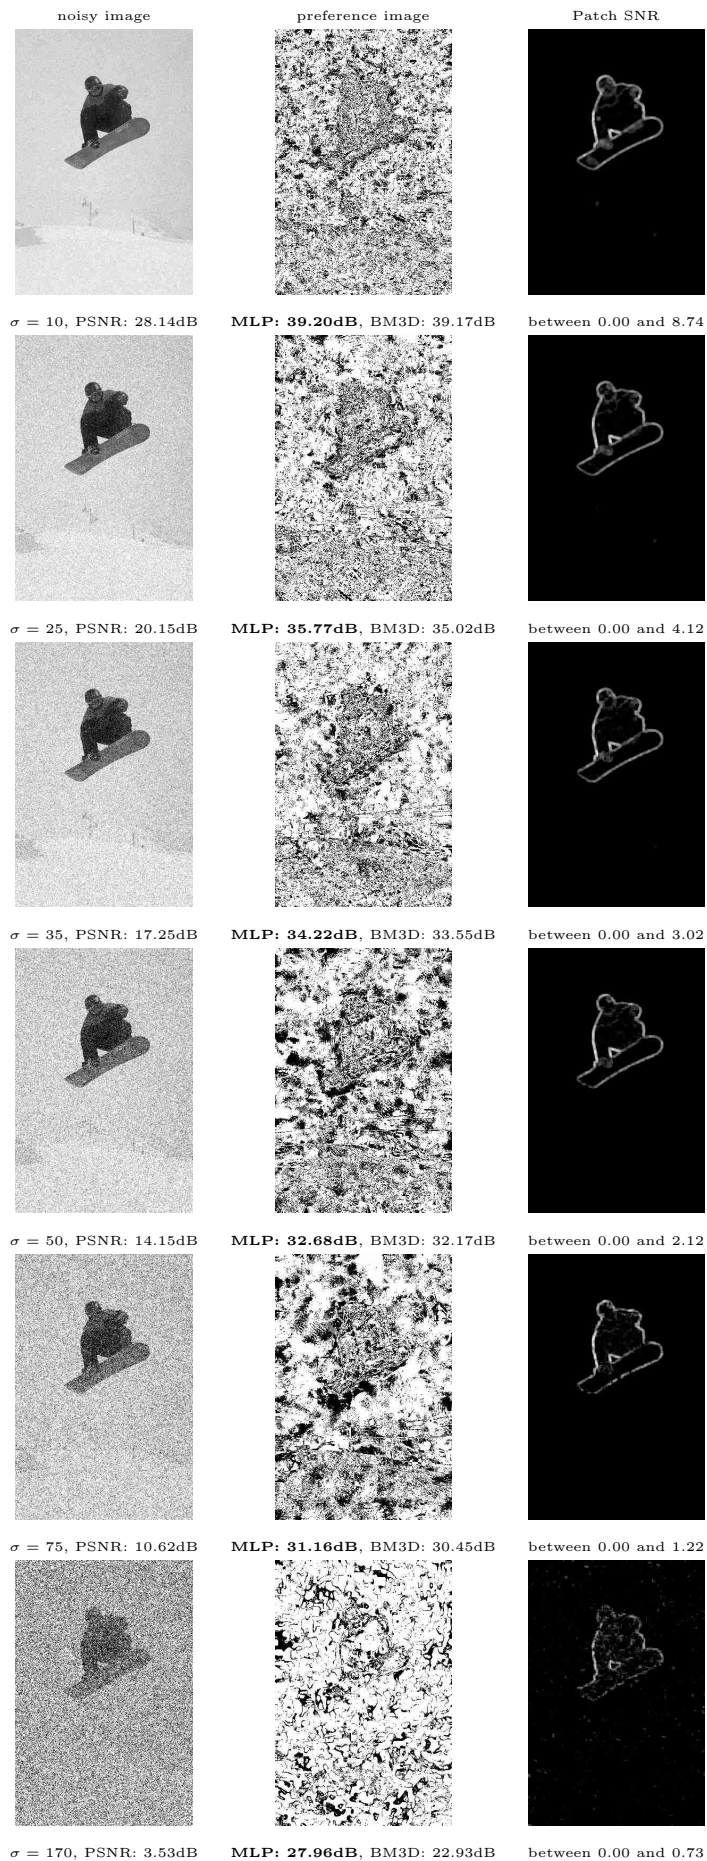 noisy image preference image Patch SNR
σ = 10, PSNR: 28.14dB MLP: 39.20dB, BM3D: 39.17dB between 0.00 and 8.74
σ = 25, PSNR: 20.15dB MLP: 35.77dB, BM3D: 35.02dB between 0.00 and 4.12
σ = 35, PSNR: 17.25dB MLP: 34.22dB, BM3D: 33.55dB between 0.00 and 3.02
σ = 50, PSNR: 14.15dB MLP: 32.68dB, BM3D: 32.17dB between 0.00 and 2.12
σ = 75, PSNR: 10.62dB MLP: 31.16dB, BM3D: 30.45dB between 0.00 and 1.22
σ = 170, PSNR: 3.53dB MLP: 27.96dB, BM3D: 22.93dB between 0.00 and 0.73